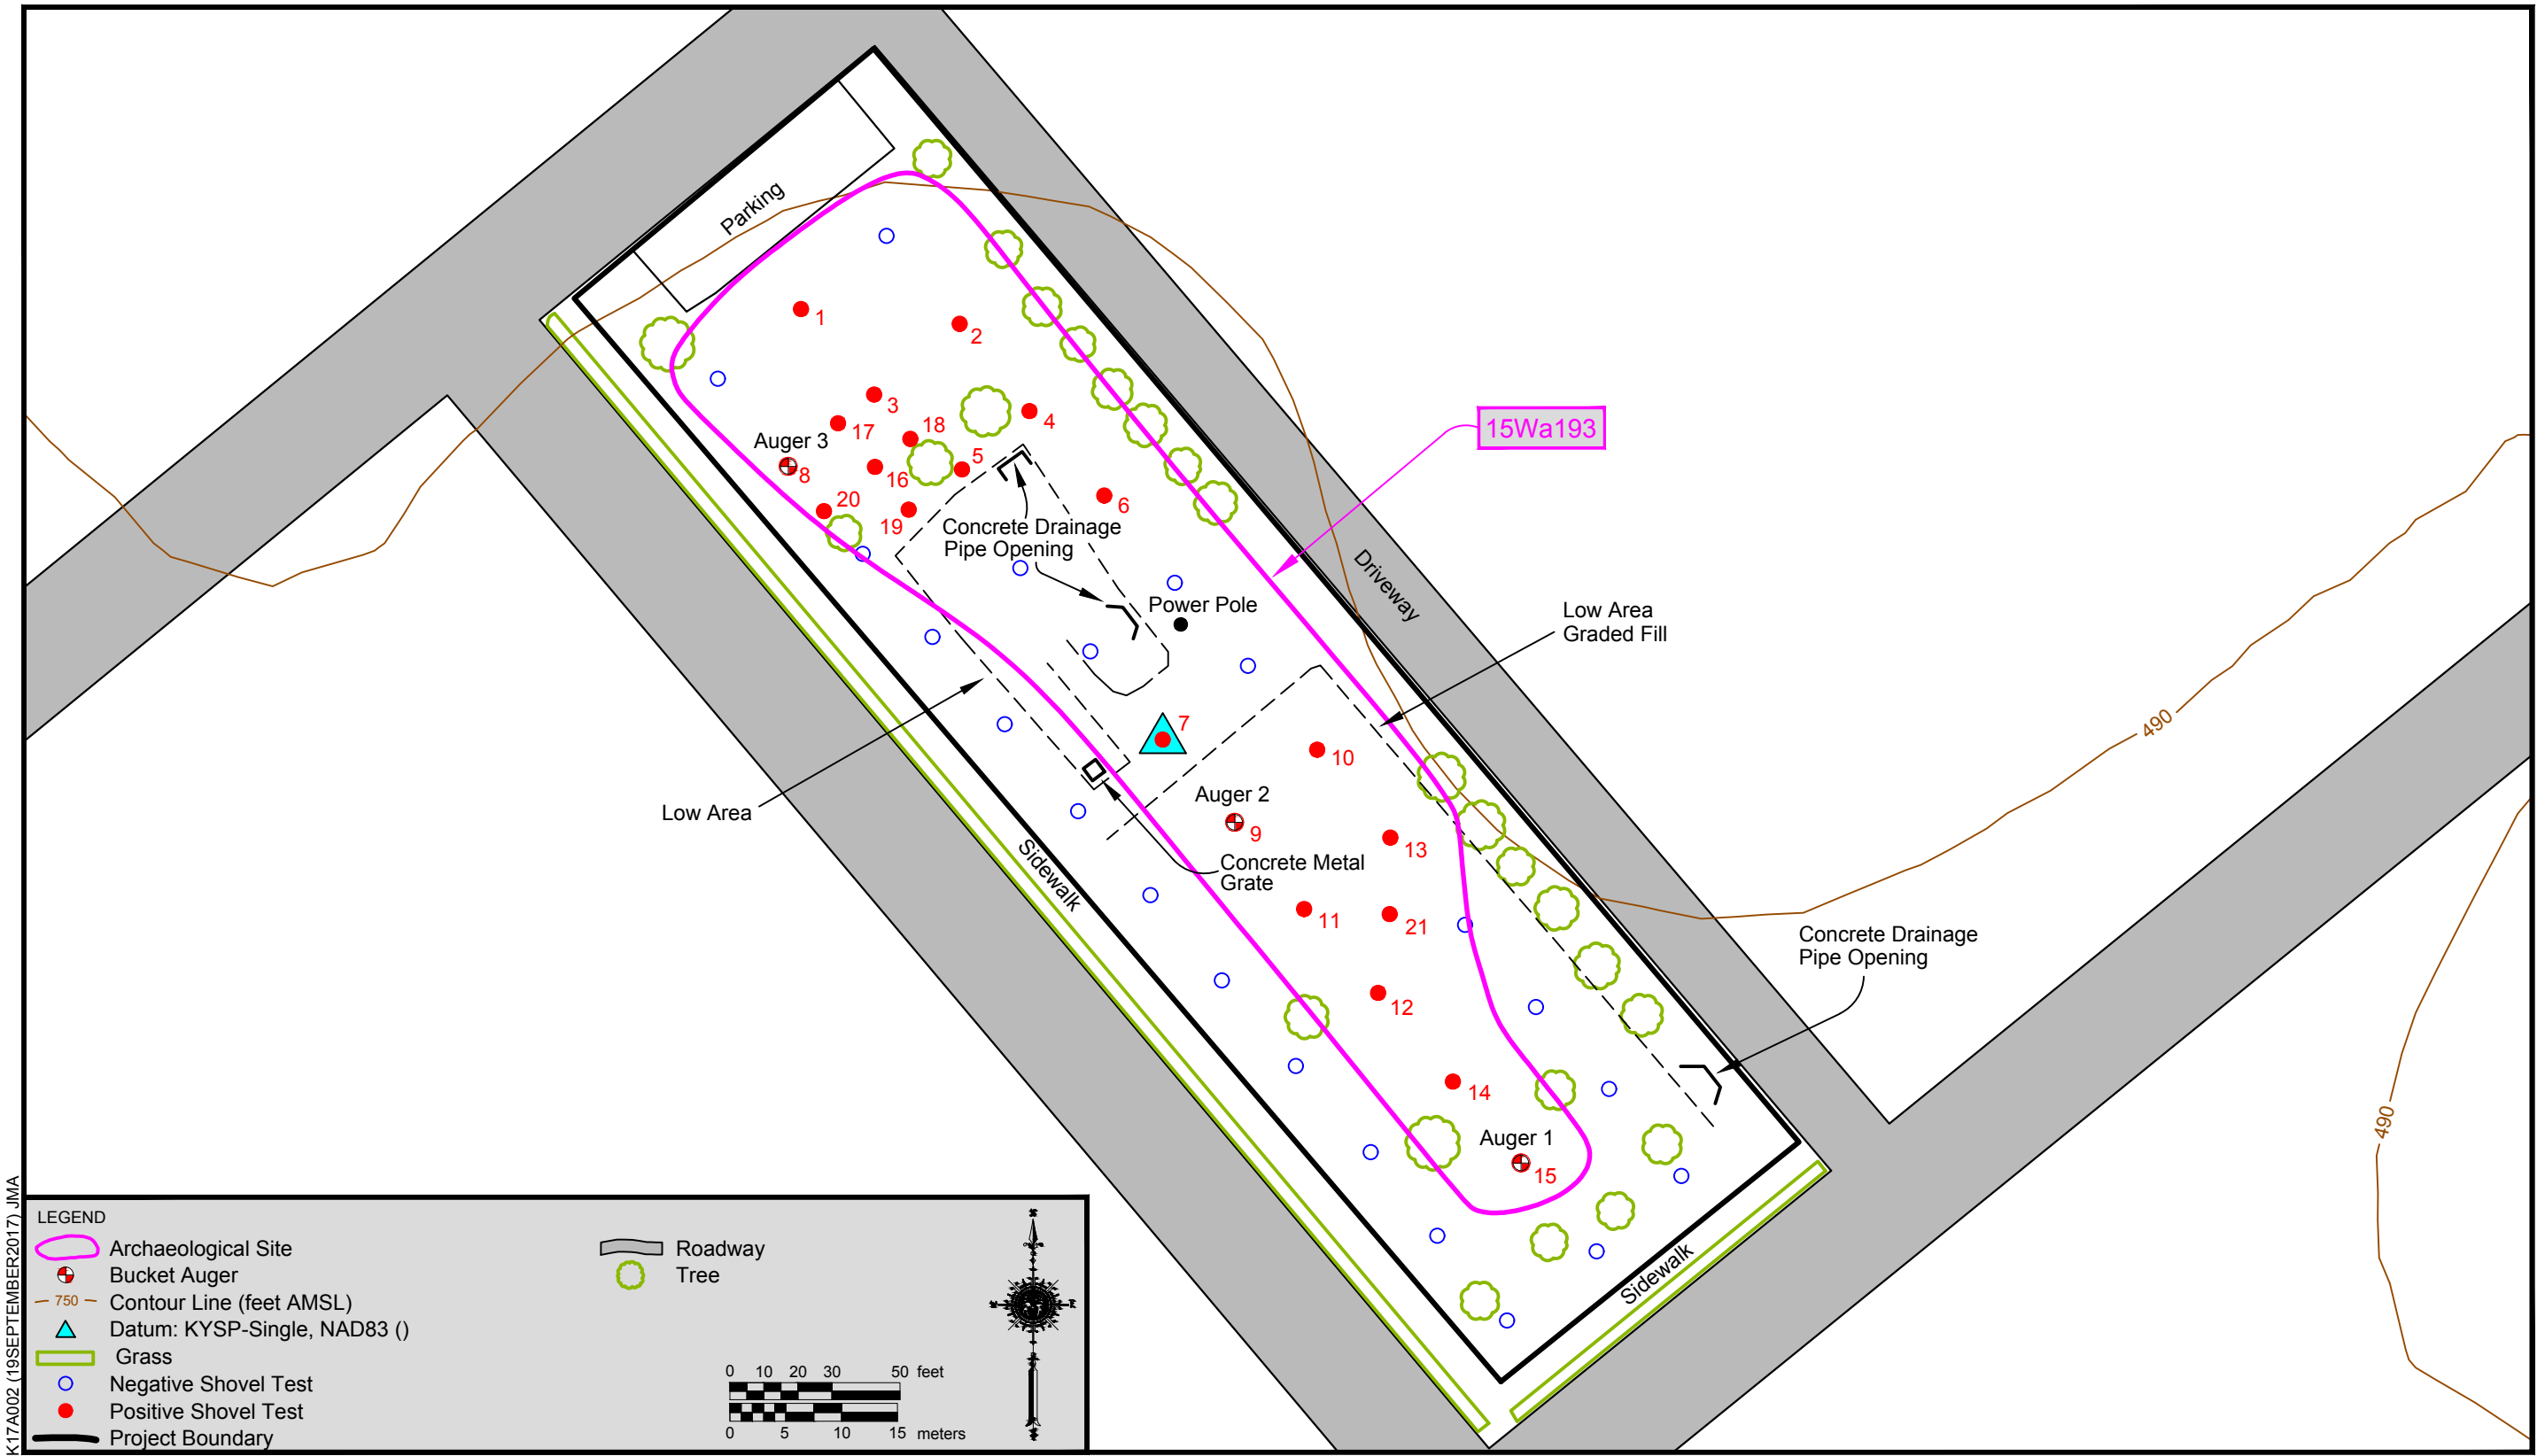 Parking
1
2
3
4
17
18
Auger 3
5
8
16
20
19
6
Concrete Drainage
Pipe Opening
15Wa193
Driveway
Power Pole
Low Area
Graded Fill
7
490
10
Low Area
Auger 2
9
13
Sidewalk
Concrete Metal
Grate
11
21
Concrete Drainage
Pipe Opening
12
14
490
Auger 1
15
Sidewalk
K17A002 (19SEPTEMBER2017) JMA
LEGEND
Archaeological Site
Bucket Auger
750
Contour Line (feet AMSL)
Datum: KYSP-Single, NAD83 ()
Grass
Negative Shovel Test
Positive Shovel Test
Project Boundary
Roadway
Tree
0 10 20 30 50 feet
0 5 10 15 meters